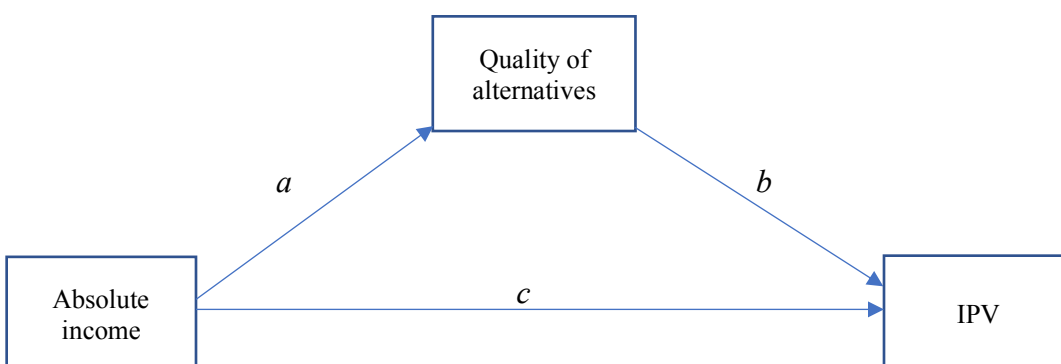 Quality of
alternatives
a
b
Absolute
income
c
IPV